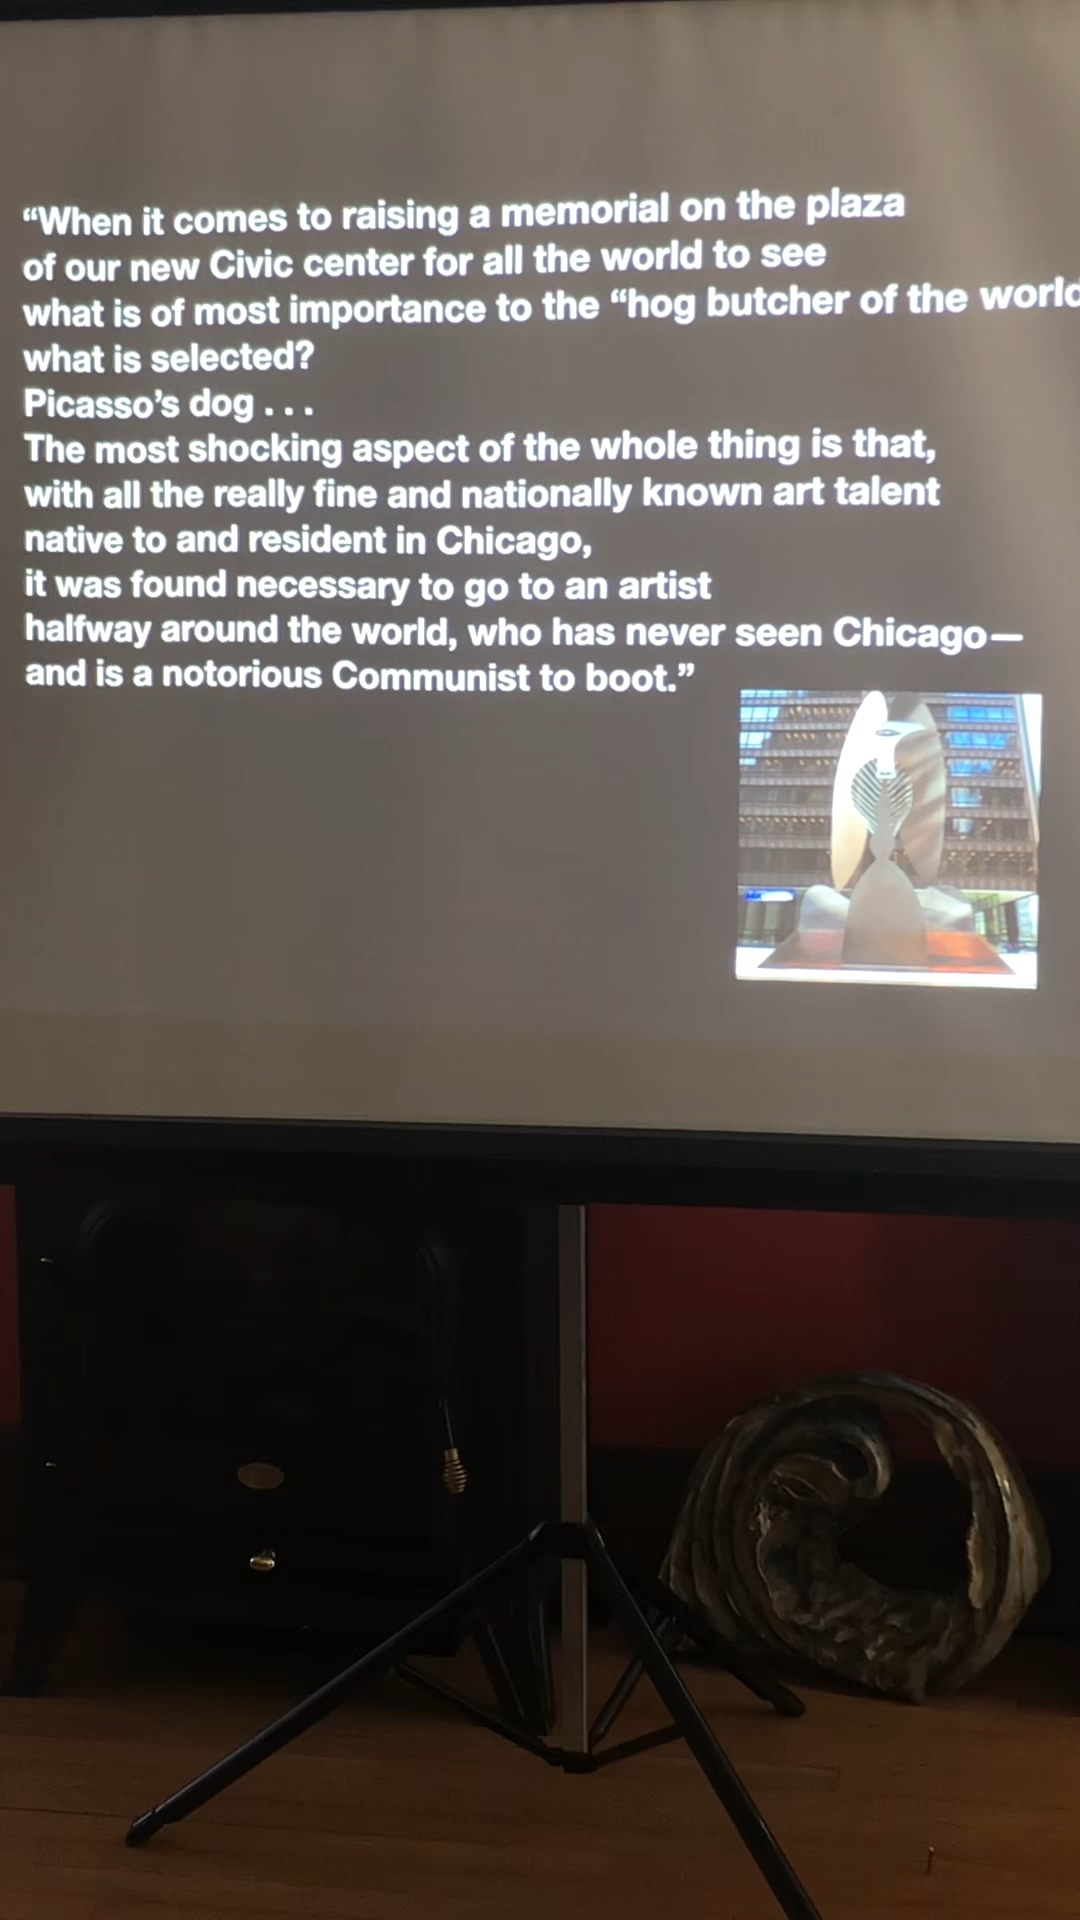 “When it comes to raising a memorial on the plaza
of our new Civic center for all the world to see
what is of most importance to the “hog butcher of the world
what is selected?
Picasso’s dog . . .
The most shocking aspect of the whole thing is that,
with all the really fine and nationally known art talent
native to and resident in Chicago,
it was found necessary to go to an artist
halfway around the world, who has never seen Chicago—
and is a notorious Communist to boot.”